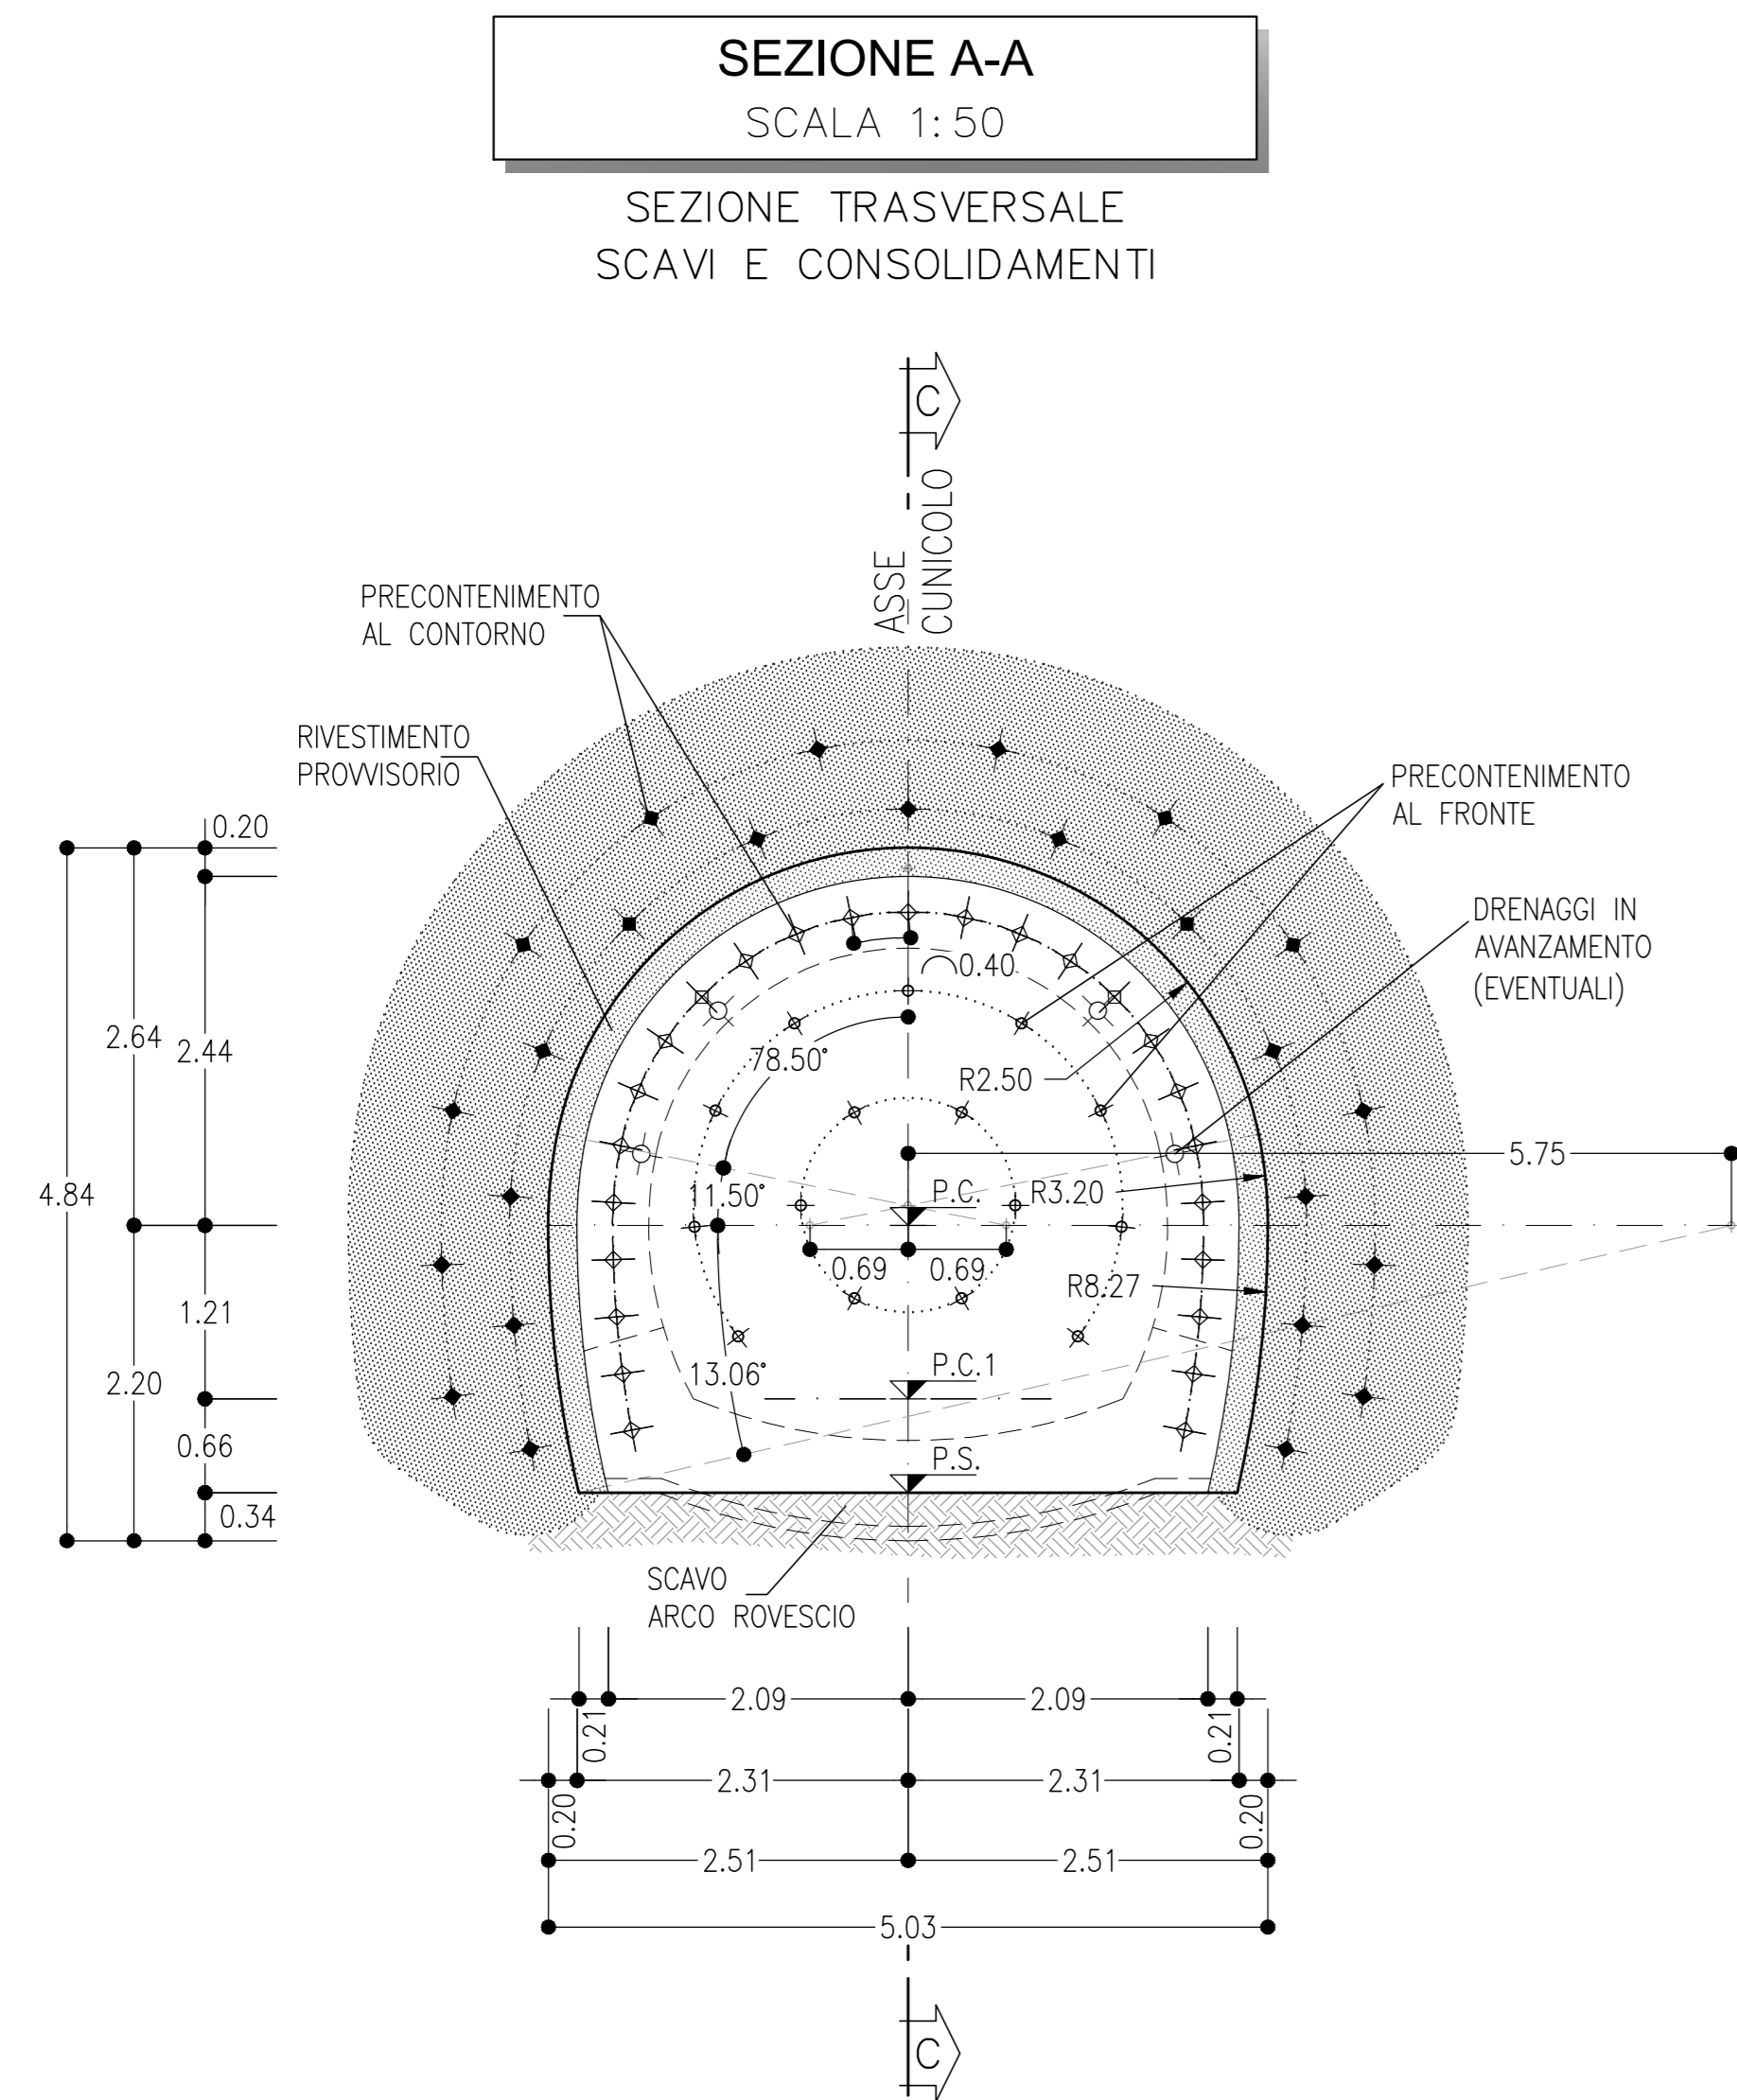 SEZIONE A-A
SCALA 1:50
SEZIONE TRASVERSALE
SCAVI E CONSOLIDAMENTI
C
ASSE
CUNICOLO
PRECONTENIMENTO
AL CONTORNO
RIVESTIMENTO
PROVVISORIO
PRECONTENIMENTO
AL FRONTE
DRENAGGI IN
AVANZAMENTO
(EVENTUALI)
0.20
2.64
2.44
4.84
1.21
2.20
0.66
0.34
0.40
78.50°
R2.50
11.50°
P.C.
R3.20
5.75
0.69
0.69
R8.27
13.06°
P.C.1
P.S.
SCAVO
ARCO ROVESCIO
2.09
2.09
0.21
0.21
2.31
2.31
0.20
0.20
2.51
2.51
5.03
C